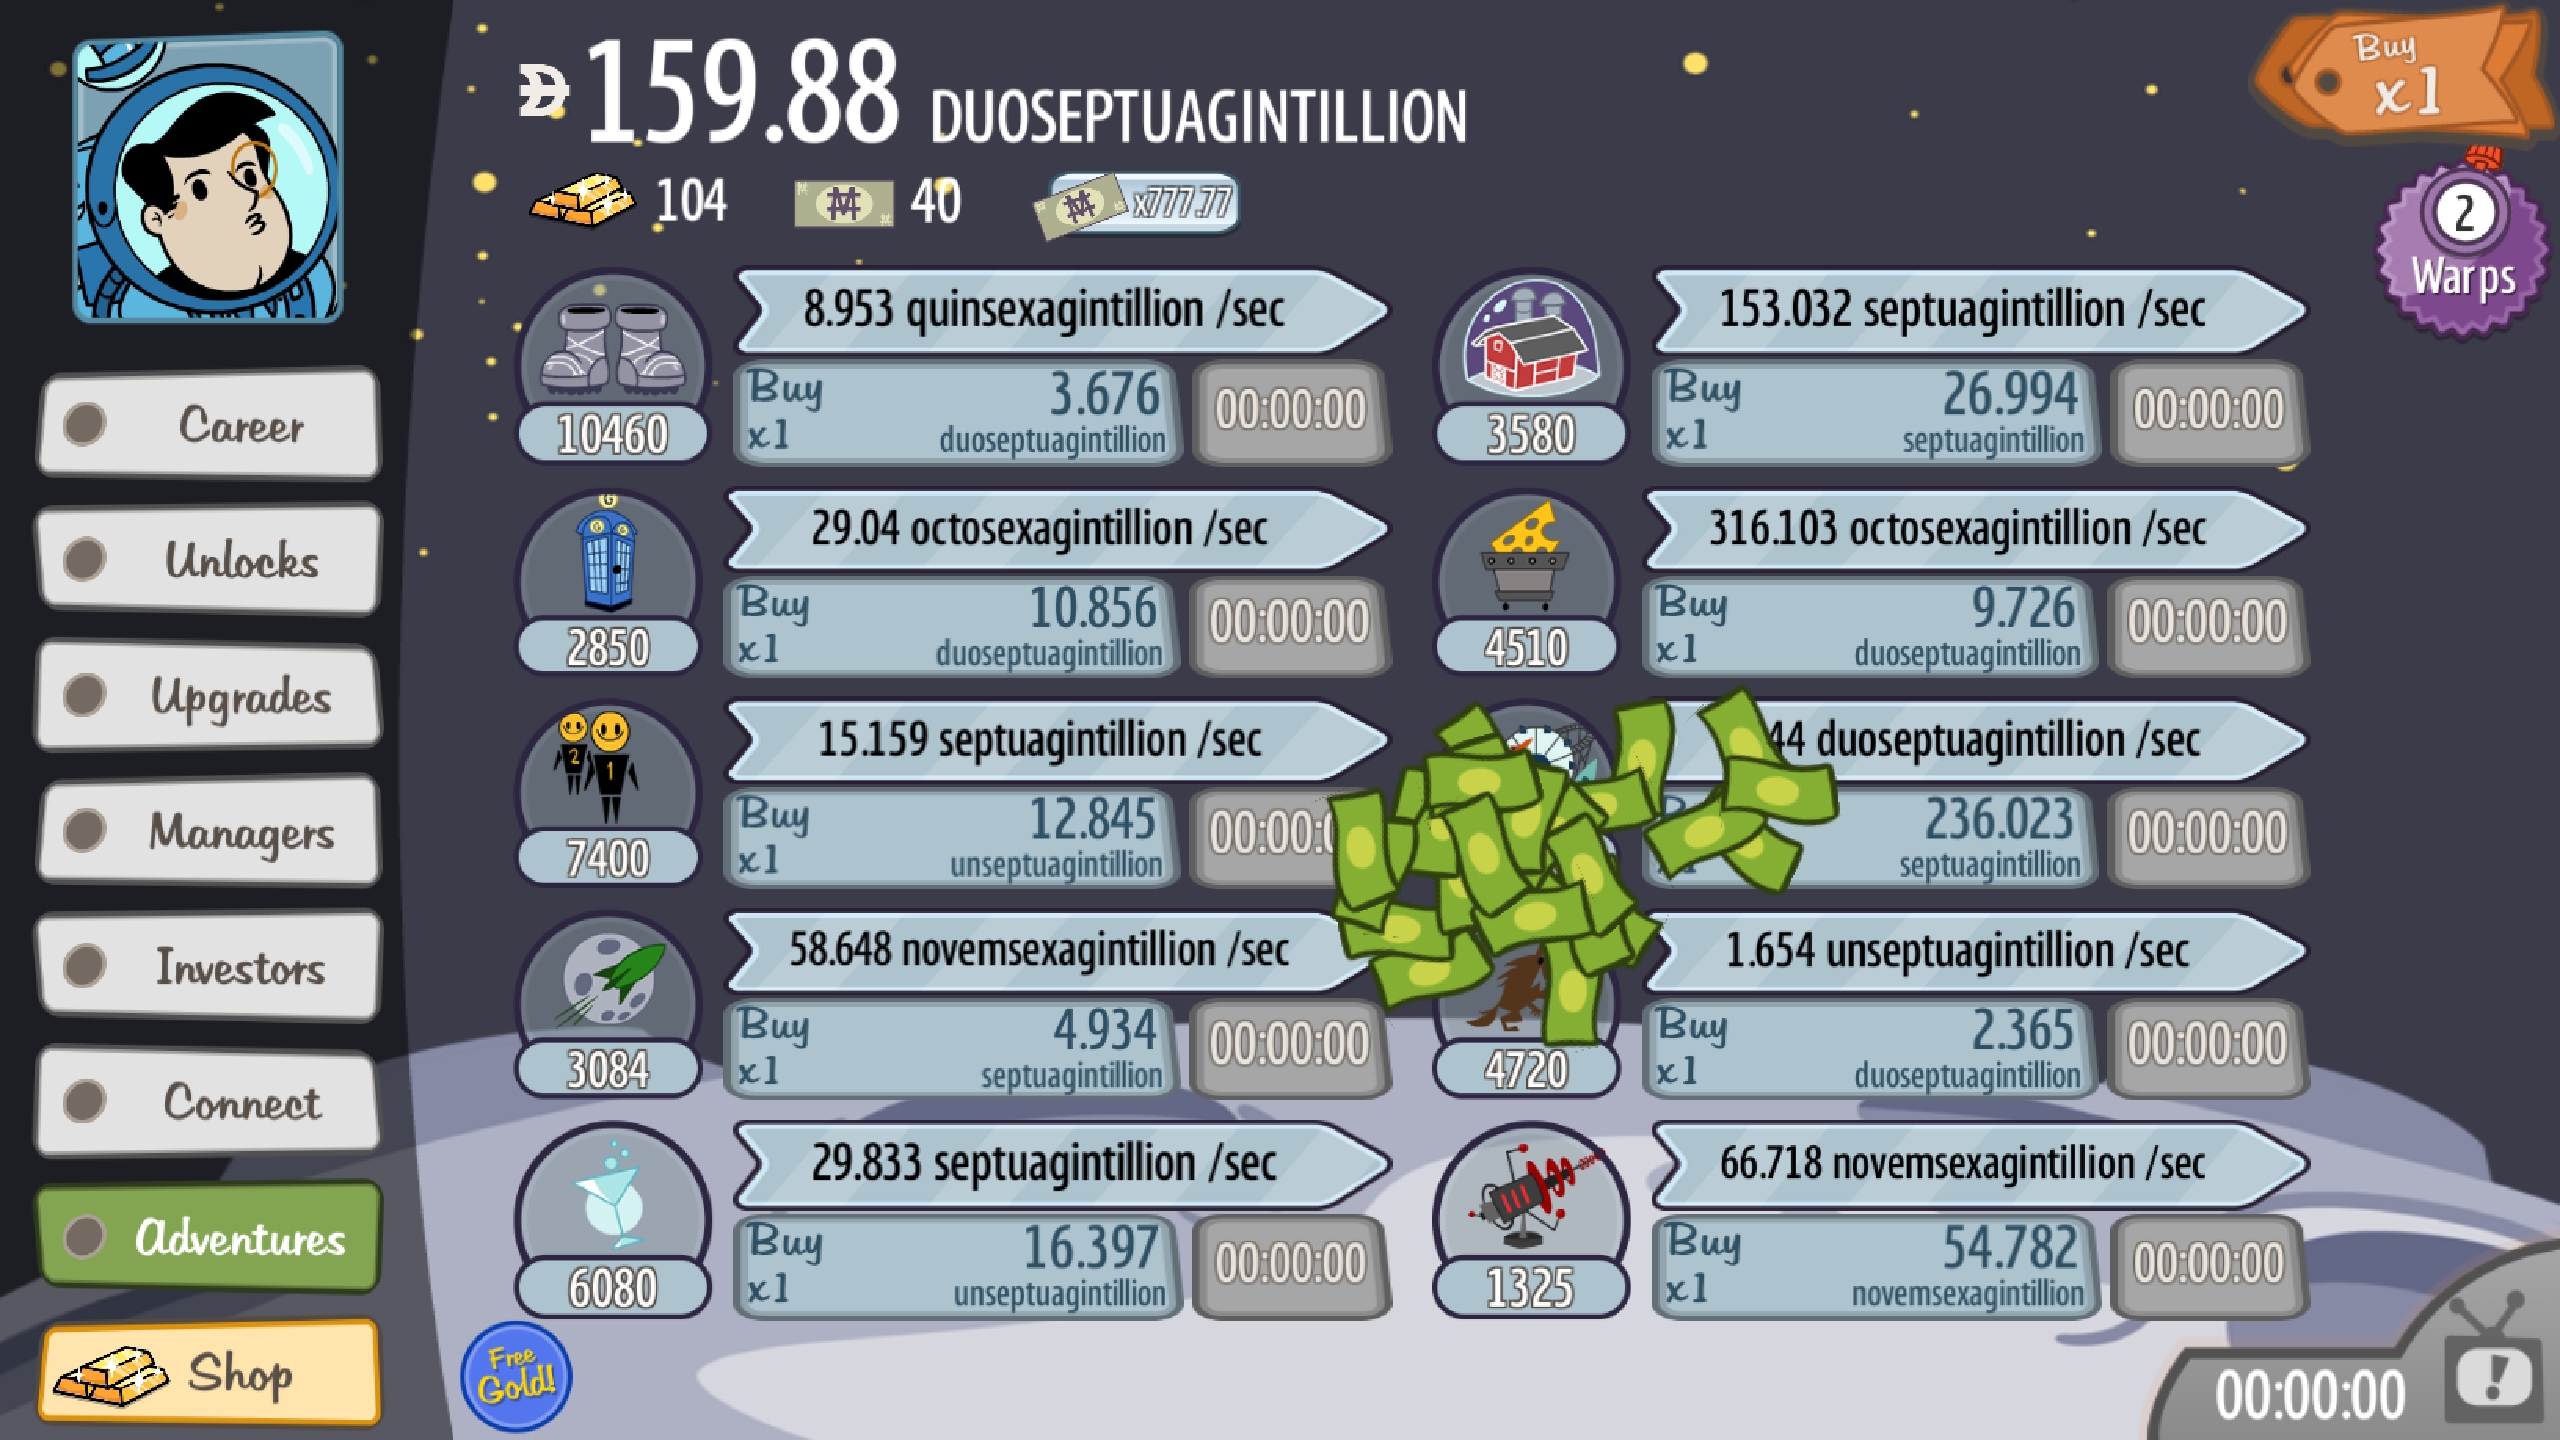 159.88 DUOSEPTUAGINTILLION
104
40
x777.77
Buy
x1
2
Warps
Career
Unlocks
Upgrades
Managers
Investors
Connect
Adventures
Shop
8.953 quinsexagintillion /sec
Buy
x1
3.676
duoseptuagintillion
00:00:00
10460
153.032 septuagintillion /sec
Buy
x1
26.994
septuagintillion
00:00:00
3580
29.04 octosexagintillion /sec
Buy
x1
10.856
duoseptuagintillion
00:00:00
2850
316.103 octosexagintillion /sec
Buy
x1
9.726
duoseptuagintillion
00:00:00
4510
2
1
15.159 septuagintillion /sec
Buy
x1
12.845
unseptuagintillion
7400
duoseptuagintillion /sec
236.023
septuagintillion
00:00:00
58.648 novemsexagintillion /sec
Buy
x1
4.934
septuagintillion
00:00:00
3084
1.654 unseptuagintillion /sec
Buy
x1
2.365
duoseptuagintillion
00:00:00
4720
29.833 septuagintillion /sec
Buy
x1
16.397
unseptuagintillion
00:00:00
6080
66.718 novemsexagintillion /sec
Buy
x1
54.782
novemsexagintillion
00:00:00
1325
Free
Gold!
00:00:00
!